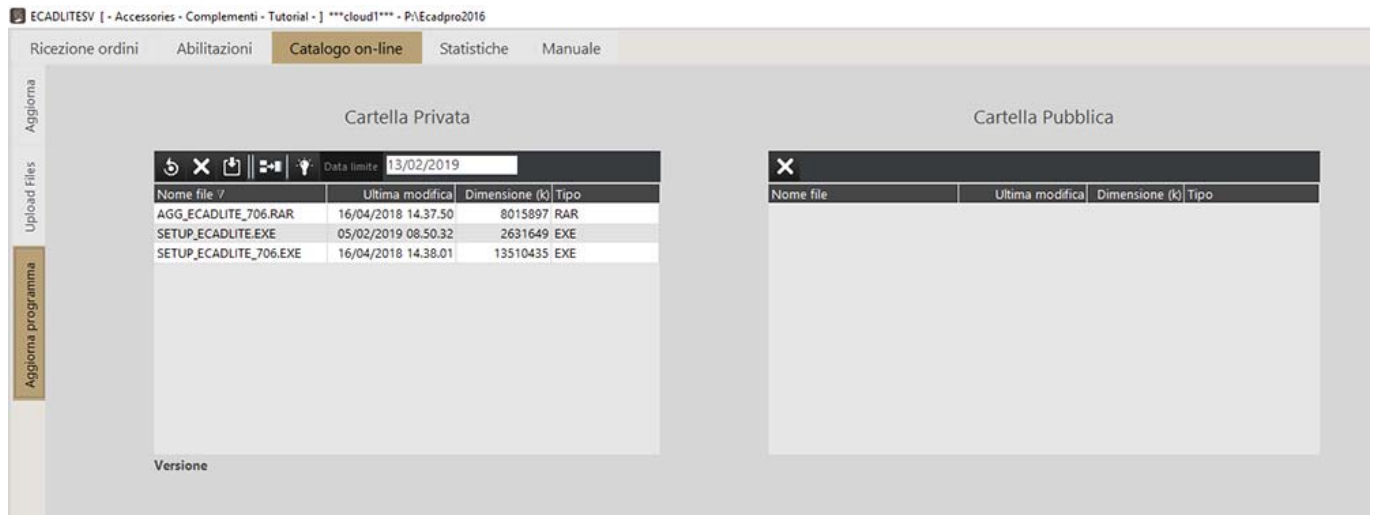 ECADLITESV [ - Accessories - Complementi - Tutorial - ] ***cloud1*** - P:\Ecadpro2016
Ricezione ordini Abilitazioni Catalogo on-line Statistiche Manuale
Aggiorna
Upload Files
Aggiorna programma
Cartella Privata
Data limite 13/02/2019
Nome file Ultima modifica Dimensione (k) Tipo
AGG_ECADLITE_706.RAR 16/04/2018 14.37.50 8015897 RAR
SETUP_ECADLITE.EXE 05/02/2019 08.50.32 2631649 EXE
SETUP_ECADLITE_706.EXE 16/04/2018 14.38.01 13510435 EXE
Versione
Cartella Pubblica
Nome file Ultima modifica Dimensione (k) Tipo